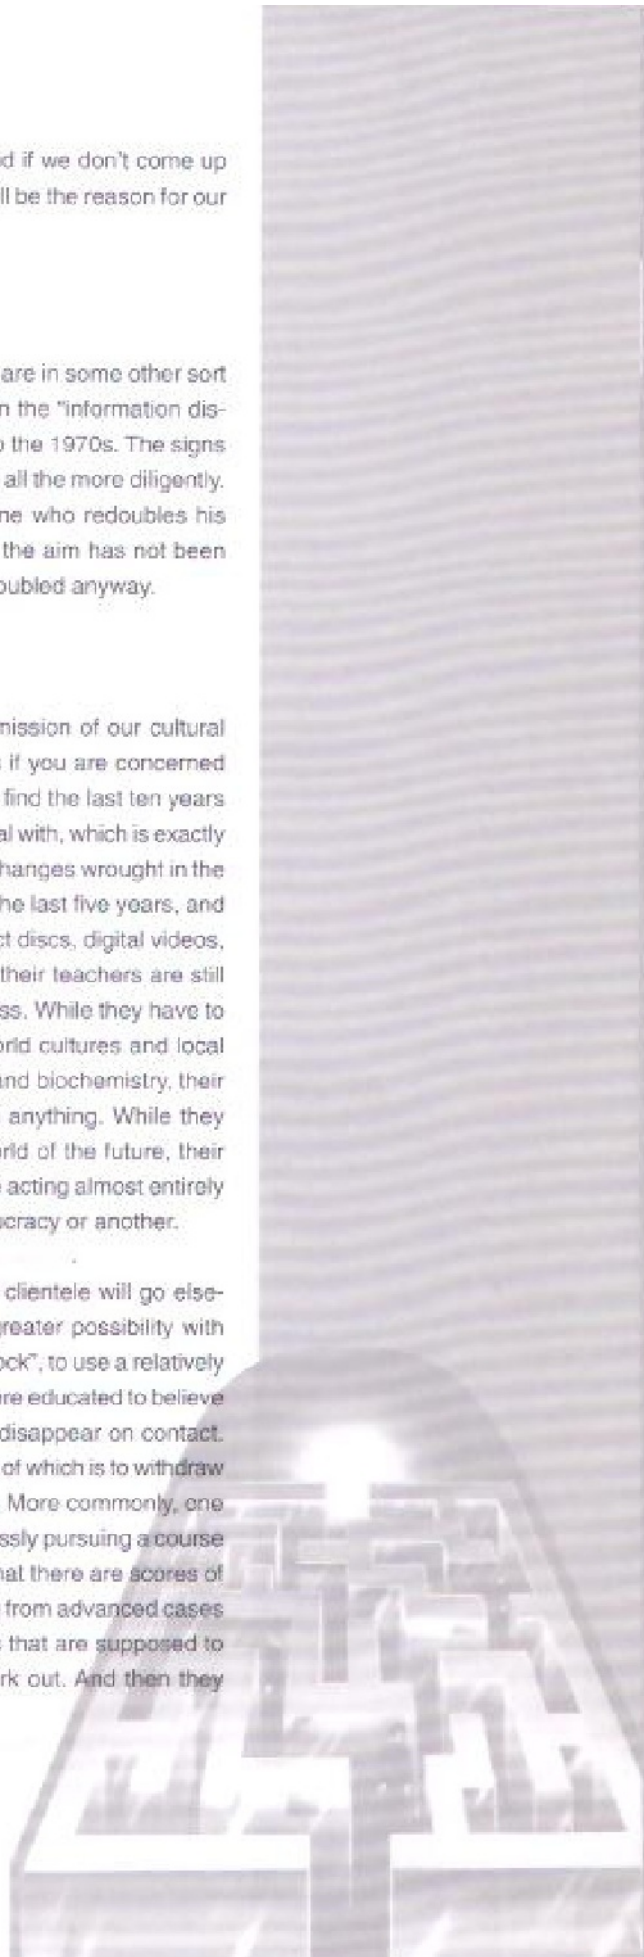 d if we don't come up
ll be the reason for our
are in some other sort
n the "information dis-
o the 1970s. The signs
all the more diligently.
ne who redoubles his
the aim has not been
oubled anyway.
mission of our cultural
s if you are concerned
find the last ten years
al with, which is exactly
hanges wrought in the
he last five years, and
ct discs, digital videos,
their teachers are still
ss. While they have to
orld cultures and local
and biochemistry, their
anything. While they
orld of the future, their
e acting almost entirely
ucracy or another.
clientele will go else-
greater possibility with
ock", to use a relatively
are educated to believe
disappear on contact.
of which is to withdraw
. More commonly, one
ssly pursuing a course
hat there are scores of
from advanced cases
s that are supposed to
rk out. And then they